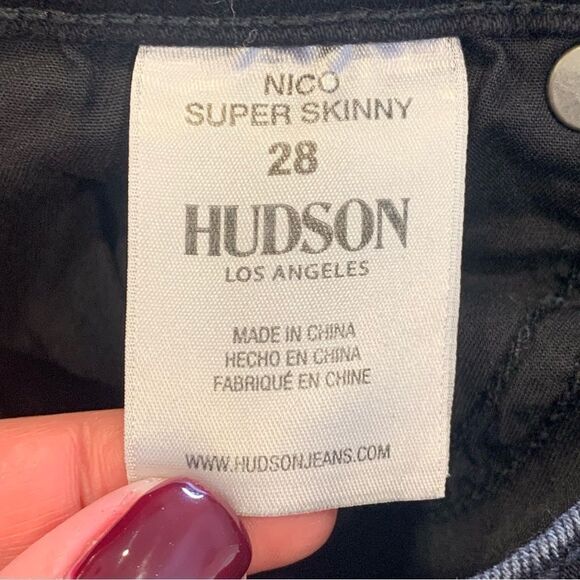 NICO
SUPER SKINNY
28
HUDSON
LOS ANGELES
MADE IN CHINA
HECHO EN CHINA
FABRIQUÉ EN CHINE
WWW.HUDSONJEANS.COM